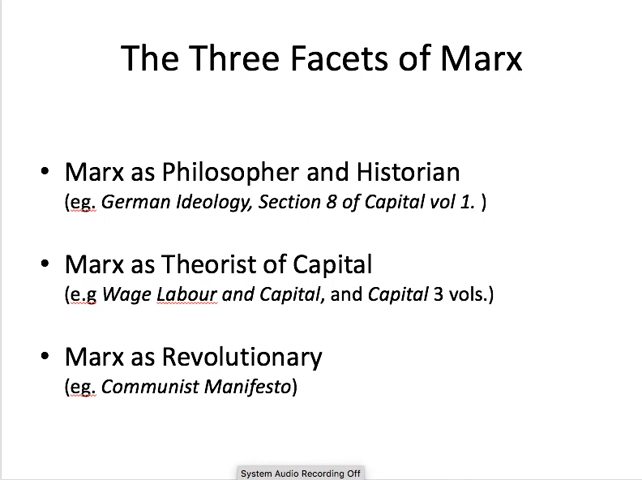 The Three Facets of Marx
• Marx as Philosopher and Historian
(eg. German Ideology, Section 8 of Capital vol 1. )
• Marx as Theorist of Capital
(e.g Wage Labour and Capital, and Capital 3 vols.)
• Marx as Revolutionary
(eg. Communist Manifesto)
System Audio Recording Off